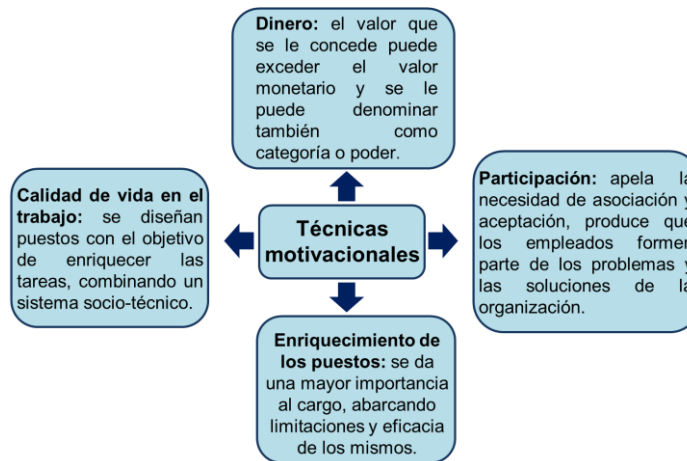 Dinero: el valor que
se le concede puede
exceder el valor
monetario y se le
puede denominar
también como
categoría o poder.
Calidad de vida en el
trabajo: se diseñan
puestos con el objetivo
de enriquecer las
tareas, combinando un
sistema socio-técnico.
Técnicas
motivacionales
Participación: apela la
necesidad de asociación y
aceptación, produce que
los empleados formen
parte de los problemas y
las soluciones de la
organización.
Enriquecimiento de
los puestos: se da
una mayor importancia
al cargo, abarcando
limitaciones y eficacia
de los mismos.